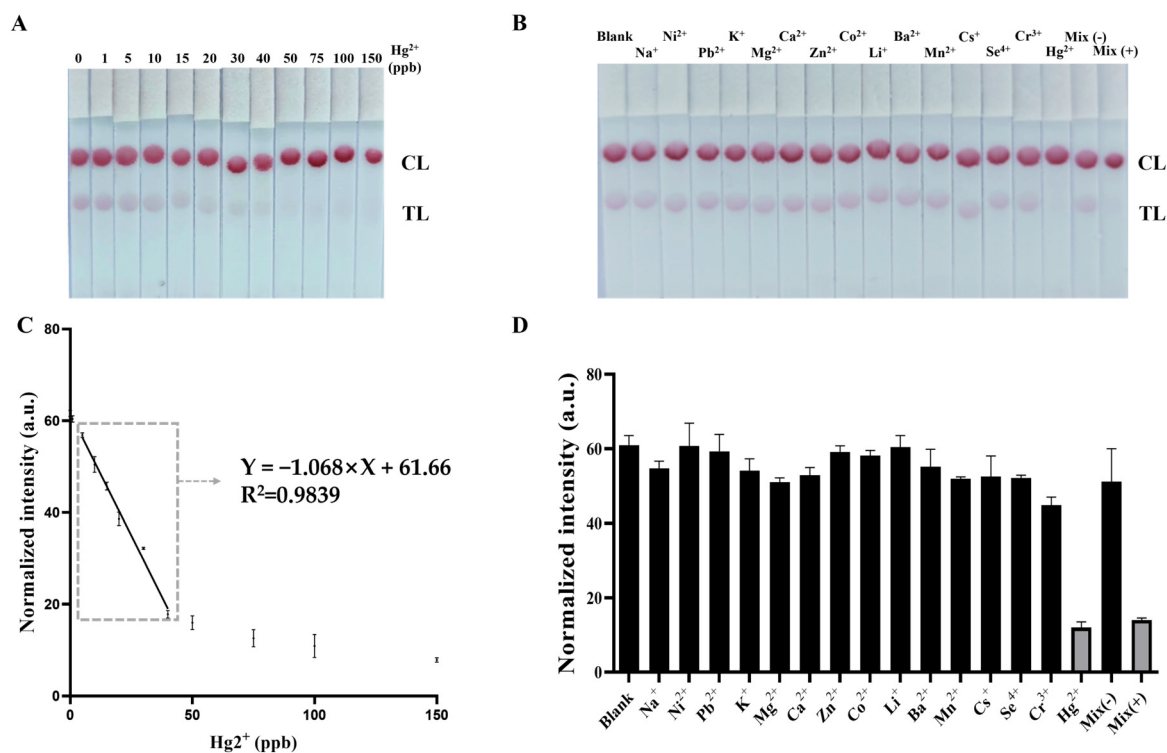 A
Hg²⁺
0 1 5 10 15 20 30 40 50 75 100 150 (ppb)
CL
TL
B
Blank Ni²⁺ K⁺ Ca²⁺ Co²⁺ Ba²⁺ Cs⁺ Cr³⁺ Mix (-)
Na⁺ Pb²⁺ Mg²⁺ Zn²⁺ Li⁺ Mn²⁺ Se⁴⁺ Hg²⁺ Mix (+)
CL
TL
C
Normalized intensity (a.u.)
80
60
40
20
0
Y = −1.068×X + 61.66
R²=0.9839
0 50 100 150
Hg2⁺ (ppb)
D
Normalized intensity (a.u.)
80
60
40
20
0
Blank Na⁺ Ni²⁺ Pb²⁺ K⁺ Mg²⁺ Ca²⁺ Zn²⁺ Co²⁺ Li⁺ Ba²⁺ Mn²⁺ Cs⁺ Se⁴⁺ Cr³⁺ Hg²⁺ Mix(-) Mix(+)